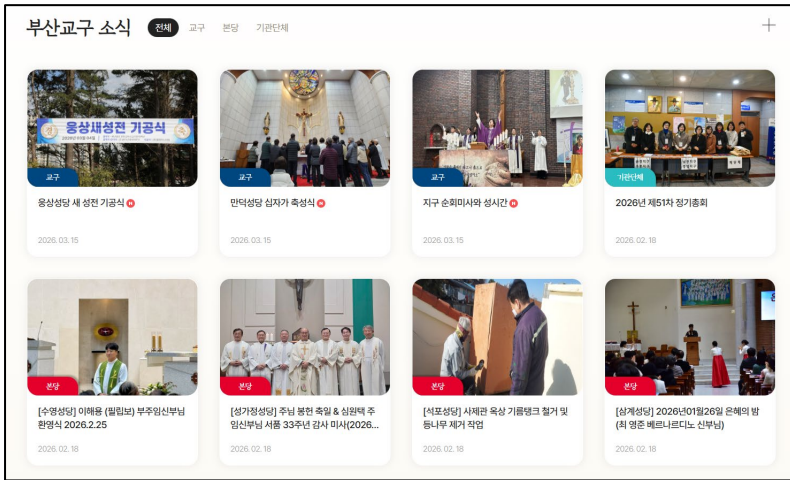 부산교구 소식
전체 교구 본당 기관단체
웅상새성전 기공식
교구
웅상성당 새 성전 기공식 N
2026. 03. 15
교구
만덕성당 십자가 축성식 N
2026. 03. 15
교구
지구 순회미사와 성시간 N
2026. 03. 15
기관단체
2026년 제51차 정기총회
2026. 02. 18
본당
[수영성당] 이해용 (필립보) 부주임신부님
환영식 2026.2.25
2026. 02. 18
본당
[성가정성당] 주님 봉헌 축일 & 심원택 주
임신부님 서품 33주년 감사 미사(2026...
2026. 02. 18
본당
[석포성당] 사제관 옥상 기름탱크 철거 및
등나무 제거 작업
2026. 02. 18
본당
[삼계성당] 2026년01월26일 은혜의 밤
(최 영준 베르나르디노 신부님)
2026. 02. 18